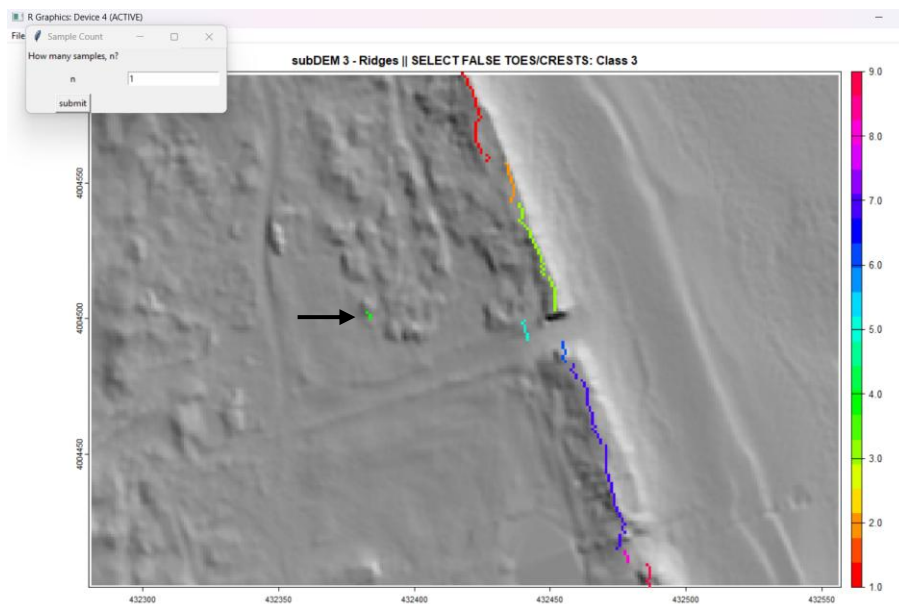 R Graphics: Device 4 (ACTIVE)
File
Sample Count
How many samples, n?
n
1
submit
subDEM 3 - Ridges || SELECT FALSE TOES/CRESTS: Class 3
4004550
4004500
4004450
432300
432350
432400
432450
432500
432550
9.0
8.0
7.0
6.0
5.0
4.0
3.0
2.0
1.0